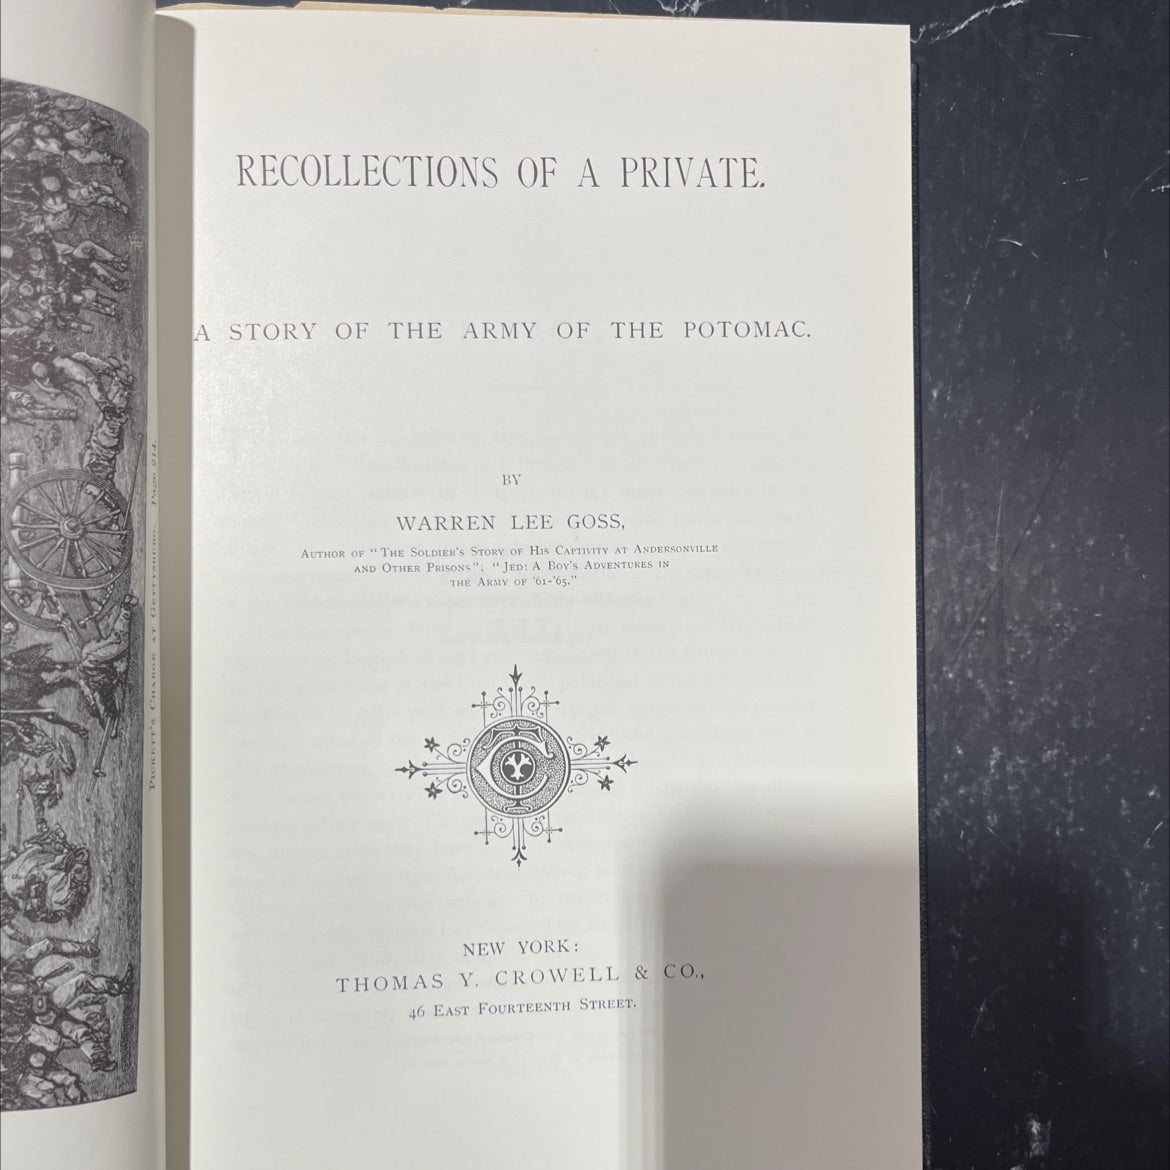 RECOLLECTIONS OF A PRIVATE.
A STORY OF THE ARMY OF THE POTOMAC.
BY
WARREN LEE GOSS,
AUTHOR OF "THE SOLDIER'S STORY OF HIS CAPTIVITY AT ANDERSONVILLE
AND OTHER PRISONS"; "JED: A BOY'S ADVENTURES IN
THE ARMY OF '61-'65."
NEW YORK:
THOMAS Y. CROWELL & CO.,
46 EAST FOURTEENTH STREET.
PICKETT'S CHARGE AT GETTYSBURG. Page 214.